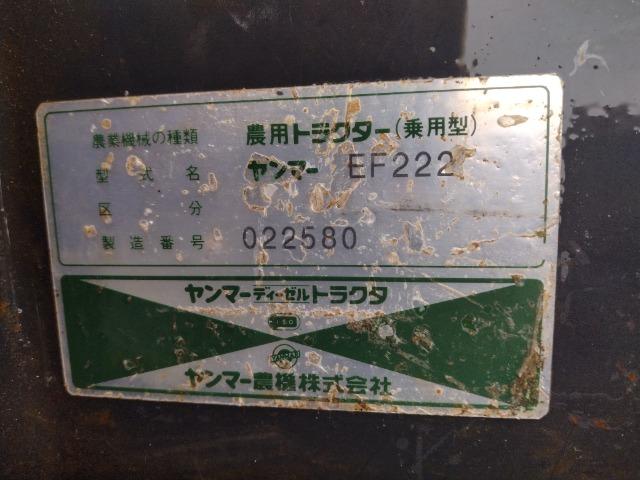 農業機械の種類 農用トラクター(乗用型)
型式名 ヤンマー EF222
区分
製造番号 022580
ヤンマーディーゼルトラクタ
ヤンマー農機株式会社